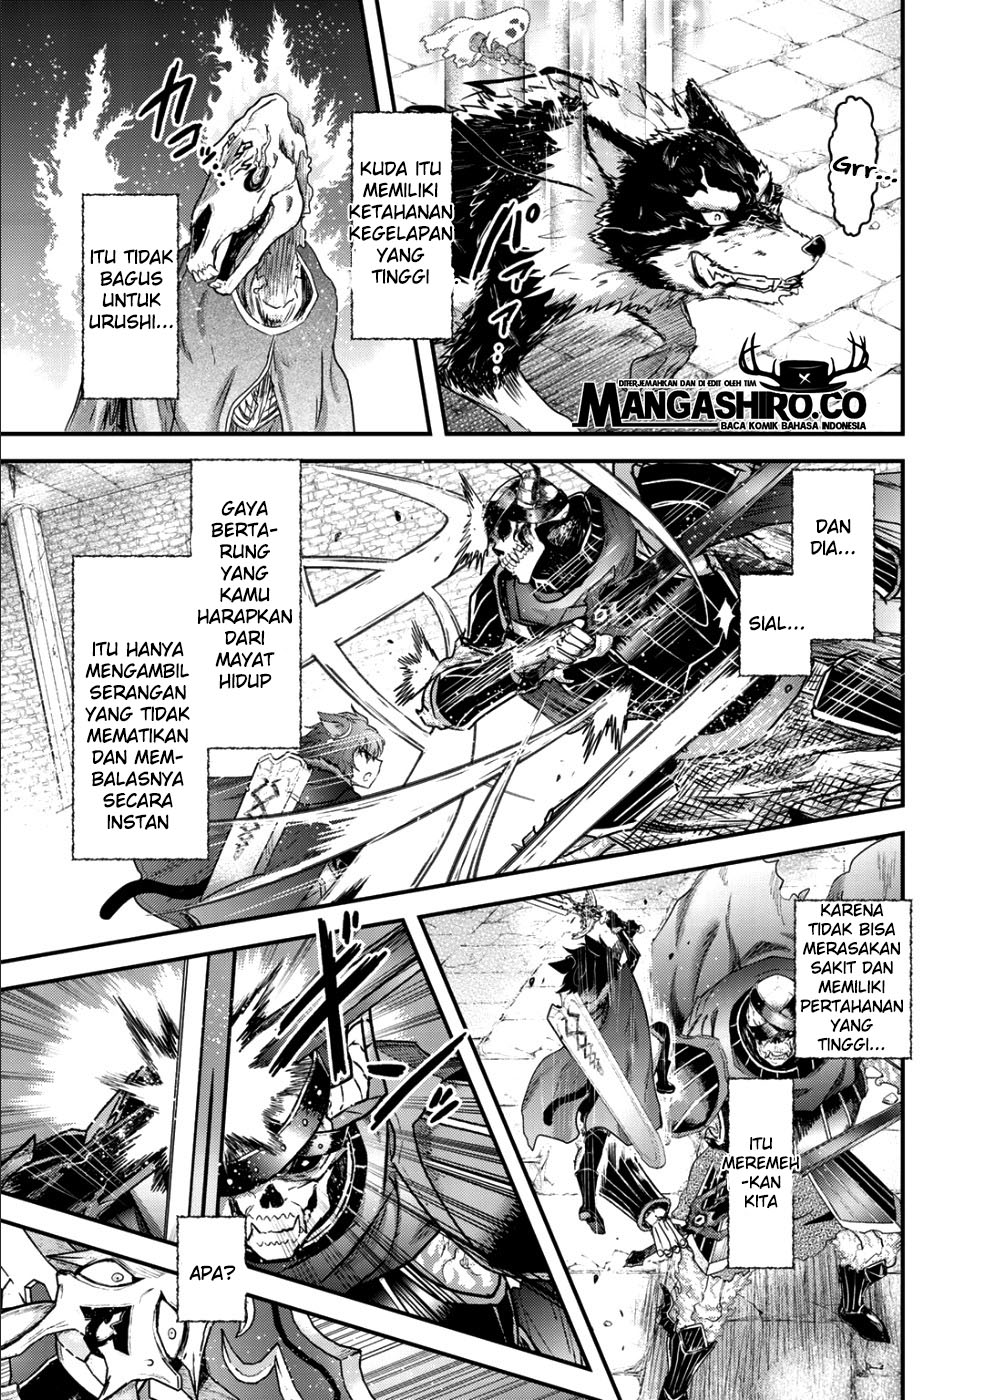 Grr...
KUDA ITU
MEMILIKI
KETAHANAN
KEGELAPAN
YANG
TINGGI
ITU TIDAK
BAGUS
UNTUK
URUSHI...
DITERJEMAHKAN DAN DI EDIT OLEH TIM
MANGASHIRO.CO
BACA KOMIK BAHASA INDONESIA
DAN
DIA...
SIAL...
GAYA
BERTA-
RUNG
YANG
KAMU
HARAPKAN
DARI
MAYAT
HIDUP
ITU HANYA
MENGAMBIL
SERANGAN
YANG TIDAK
MEMATIKAN
DAN MEM-
BALASNYA
SECARA
INSTAN
KARENA
TIDAK BISA
MERASAKAN
SAKIT DAN
MEMILIKI
PERTAHANAN
YANG
TINGGI...
ITU
MEREMEH
-KAN
KITA
APA?